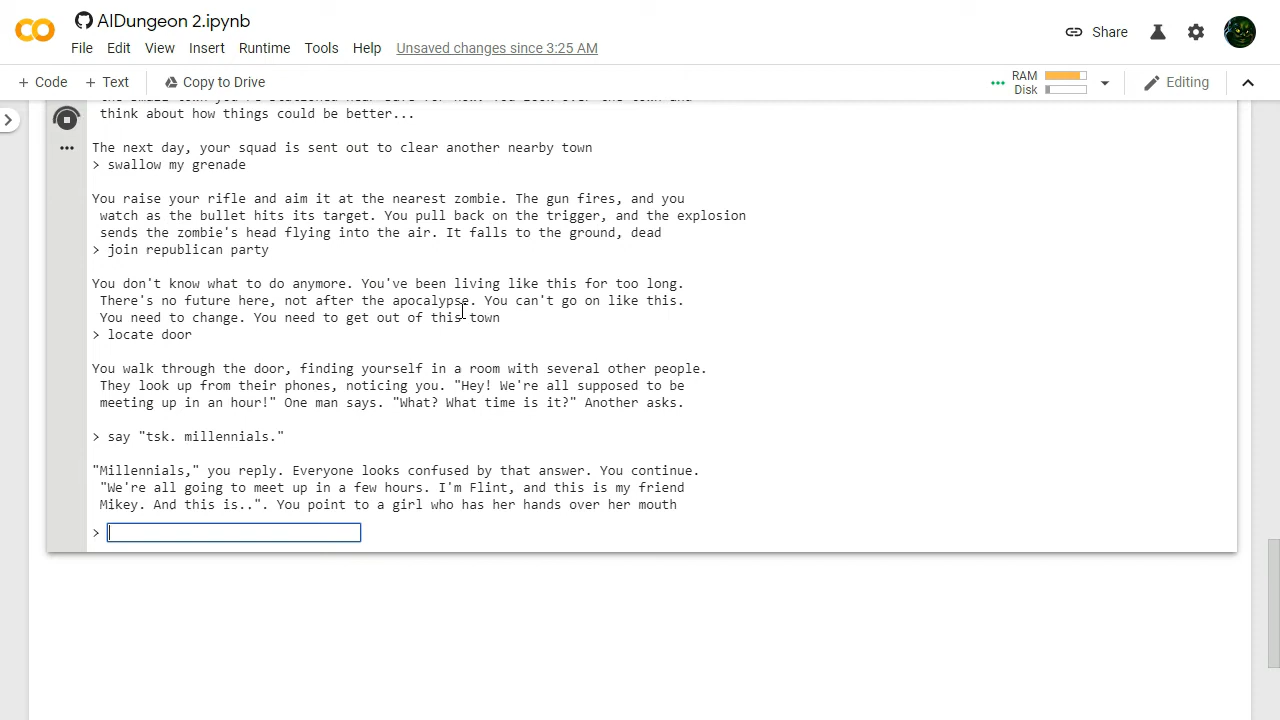 AIDungeon 2.ipynb
File Edit View Insert Runtime Tools Help Unsaved changes since 3:25 AM
Share
+ Code + Text Copy to Drive
RAM
Disk
Editing
think about how things could be better...
The next day, your squad is sent out to clear another nearby town
> swallow my grenade
You raise your rifle and aim it at the nearest zombie. The gun fires, and you
watch as the bullet hits its target. You pull back on the trigger, and the explosion
sends the zombie's head flying into the air. It falls to the ground, dead
> join republican party
You don't know what to do anymore. You've been living like this for too long.
There's no future here, not after the apocalypse. You can't go on like this.
You need to change. You need to get out of this town
> locate door
You walk through the door, finding yourself in a room with several other people.
They look up from their phones, noticing you. "Hey! We're all supposed to be
meeting up in an hour!" One man says. "What? What time is it?" Another asks.
> say "tsk. millennials."
"Millennials," you reply. Everyone looks confused by that answer. You continue.
"We're all going to meet up in a few hours. I'm Flint, and this is my friend
Mikey. And this is..". You point to a girl who has her hands over her mouth
>